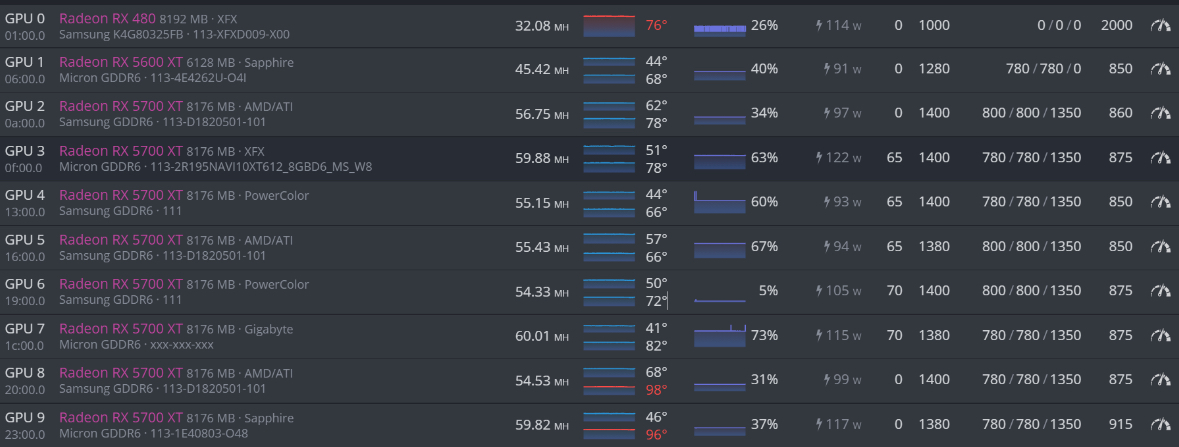 GPU 0 Radeon RX 480 8192 MB · XFX 32.08 MH 76° 26% 114 w 0 1000 0 / 0 / 0 2000
01:00.0 Samsung K4G80325FB · 113-XFXD009-X00
GPU 1 Radeon RX 5600 XT 6128 MB · Sapphire 45.42 MH 44° 40% 91 w 0 1280 780 / 780 / 0 850
06:00.0 Micron GDDR6 · 113-4E4262U-O4I 68°
GPU 2 Radeon RX 5700 XT 8176 MB · AMD/ATI 56.75 MH 62° 34% 97 w 0 1400 800 / 800 / 1350 860
0a:00.0 Samsung GDDR6 · 113-D1820501-101 78°
GPU 3 Radeon RX 5700 XT 8176 MB · XFX 59.88 MH 51° 63% 122 w 65 1400 780 / 780 / 1350 875
0f:00.0 Micron GDDR6 · 113-2R195NAVI10XT612_8GBD6_MS_W8 78°
GPU 4 Radeon RX 5700 XT 8176 MB · PowerColor 55.15 MH 44° 60% 93 w 65 1400 780 / 780 / 1350 850
13:00.0 Samsung GDDR6 · 111 66°
GPU 5 Radeon RX 5700 XT 8176 MB · AMD/ATI 55.43 MH 57° 67% 94 w 65 1380 800 / 800 / 1350 850
16:00.0 Samsung GDDR6 · 113-D1820501-101 66°
GPU 6 Radeon RX 5700 XT 8176 MB · PowerColor 54.33 MH 50° 5% 105 w 70 1400 800 / 800 / 1350 875
19:00.0 Samsung GDDR6 · 111 72°
GPU 7 Radeon RX 5700 XT 8176 MB · Gigabyte 60.01 MH 41° 73% 115 w 70 1380 780 / 780 / 1350 875
1c:00.0 Micron GDDR6 · xxx-xxx-xxx 82°
GPU 8 Radeon RX 5700 XT 8176 MB · AMD/ATI 54.53 MH 68° 31% 99 w 0 1400 780 / 780 / 1350 875
20:00.0 Samsung GDDR6 · 113-D1820501-101 98°
GPU 9 Radeon RX 5700 XT 8176 MB · Sapphire 59.82 MH 46° 37% 117 w 0 1380 780 / 780 / 1350 915
23:00.0 Micron GDDR6 · 113-1E40803-O48 96°